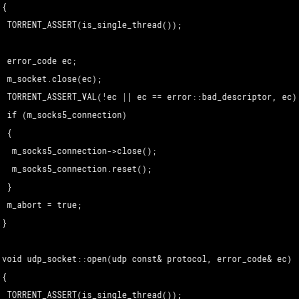 {
TORRENT_ASSERT(is_single_thread());
error_code ec;
m_socket.close(ec);
TORRENT_ASSERT_VAL(!ec || ec == error::bad_descriptor, ec)
if (m_socks5_connection)
{
m_socks5_connection->close();
m_socks5_connection.reset();
}
m_abort = true;
}
void udp_socket::open(udp const& protocol, error_code& ec)
{
TORRENT_ASSERT(is_single_thread());